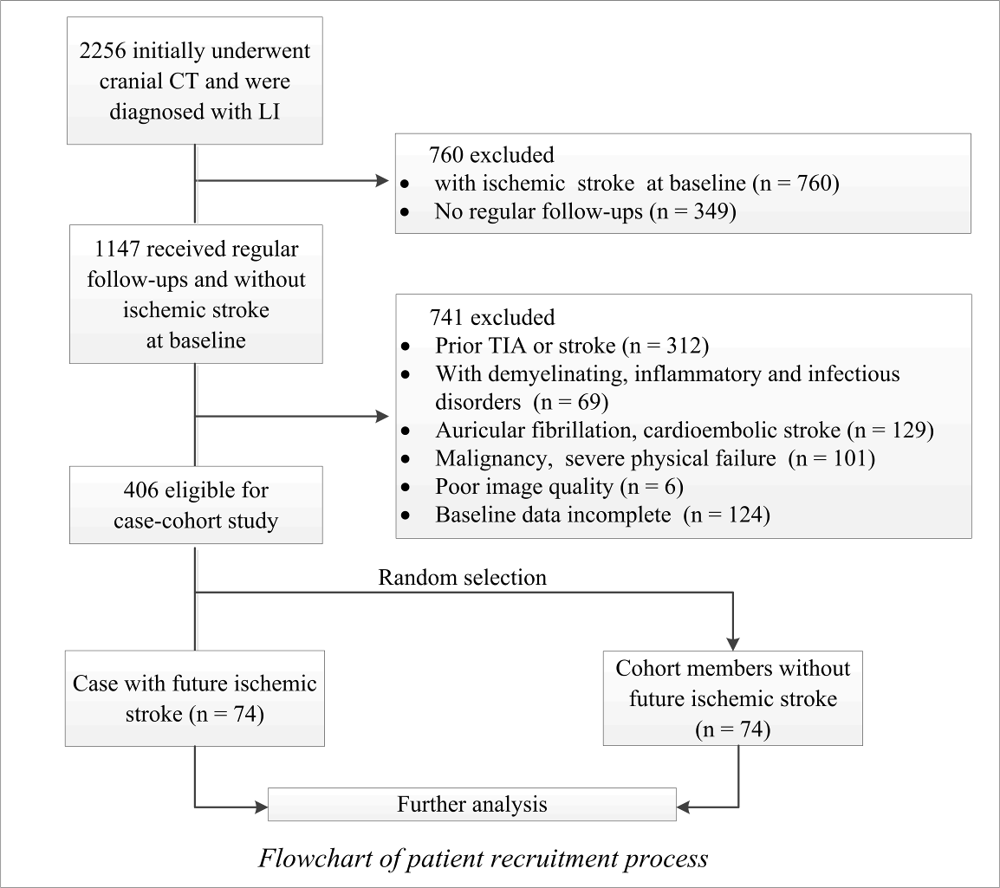 2256 initially underwent
cranial CT and were
diagnosed with LI
760 excluded
• with ischemic stroke at baseline (n = 760)
• No regular follow-ups (n = 349)
1147 received regular
follow-ups and without
ischemic stroke
at baseline
741 excluded
• Prior TIA or stroke (n = 312)
• With demyelinating, inflammatory and infectious
disorders (n = 69)
• Auricular fibrillation, cardioembolic stroke (n = 129)
• Malignancy, severe physical failure (n = 101)
• Poor image quality (n = 6)
• Baseline data incomplete (n = 124)
406 eligible for
case-cohort study
Random selection
Case with future ischemic
stroke (n = 74)
Cohort members without
future ischemic stroke
(n = 74)
Further analysis
Flowchart of patient recruitment process